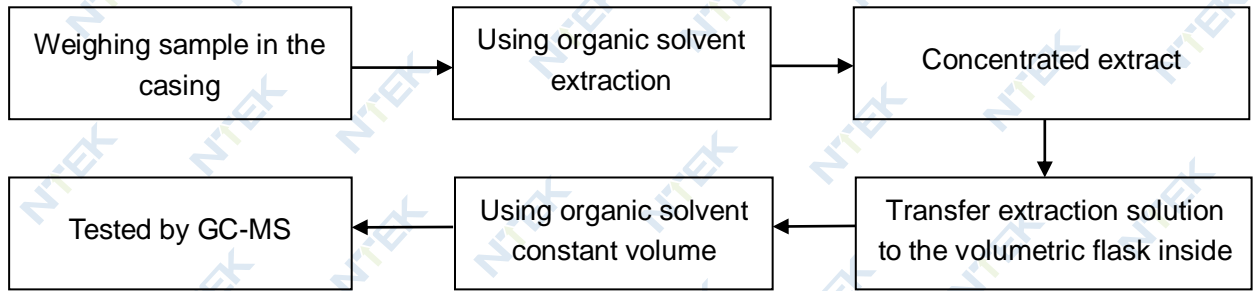 Weighing sample in the
casing
Using organic solvent
extraction
Concentrated extract
Transfer extraction solution
to the volumetric flask inside
Using organic solvent
constant volume
Tested by GC-MS
NTEK